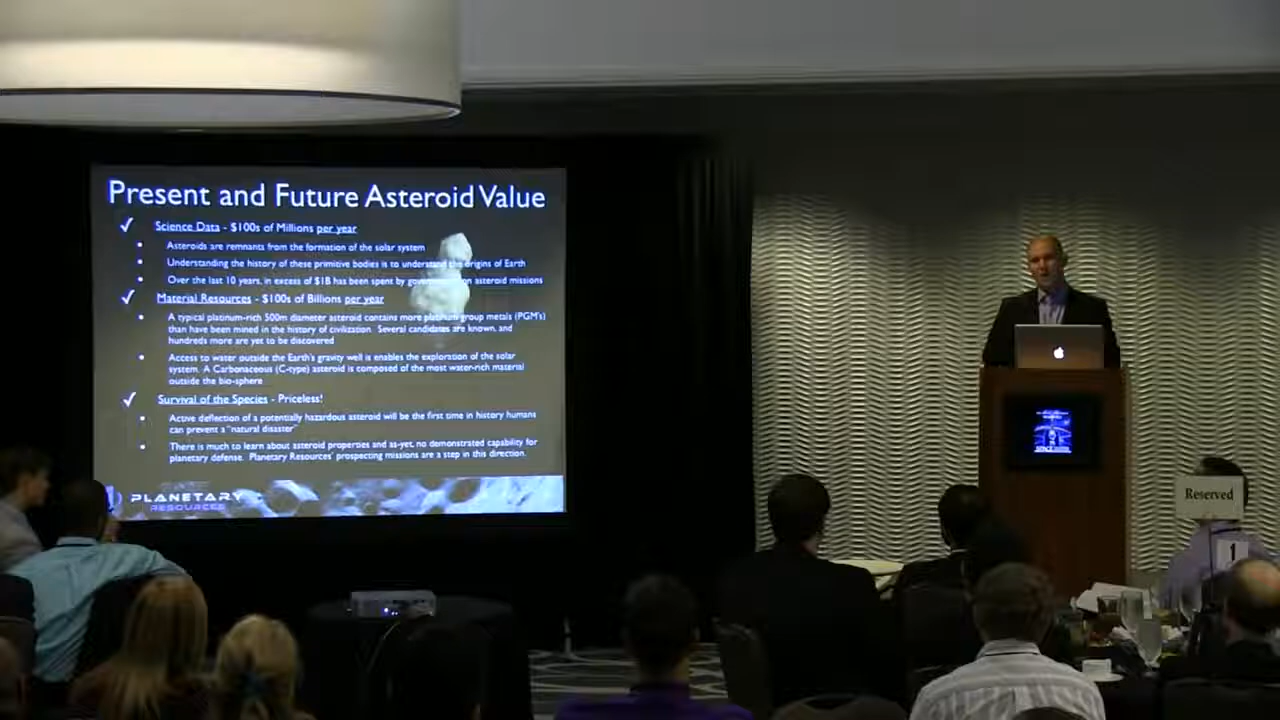 Present and Future Asteroid Value
✓ Science Data - $100s of Millions per year
• Asteroids are remnants from the formation of the solar system
• Understanding the history of these primitive bodies is to understand the origins of Earth
• Over the last 10 years, in excess of $1B has been spent by on asteroid missions
✓ Material Resources - $100s of Billions per year
• A typical platinum-rich 500m diameter asteroid contains more platinum group metals (PGM's)
than have been mined in the history of civilization. Several candidates are known, and
hundreds more are yet to be discovered
• Access to water outside the Earth's gravity well is enables the exploration of the solar
system. A Carbonaceous (C-type) asteroid is composed of the most water-rich material
outside the bio-sphere
✓ Survival of the Species - Priceless!
• Active deflection of a potentially hazardous asteroid will be the first time in history humans
can prevent a "natural disaster"
• There is much to learn about asteroid properties and as-yet, no demonstrated capability for
planetary defense. Planetary Resources' prospecting missions are a step in this direction.
PLANETARY
RESOURCES
Reserved
1